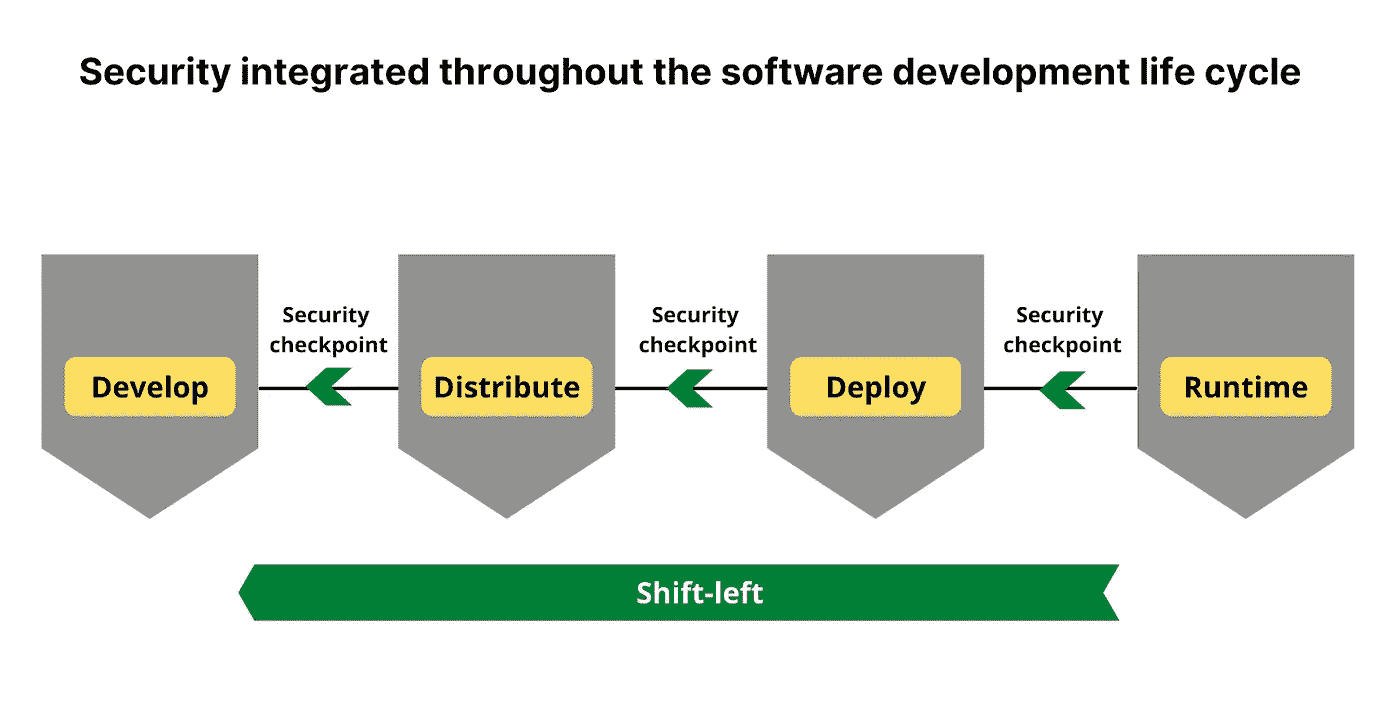 Security integrated throughout the software development life cycle
Security
checkpoint
Security
checkpoint
Security
checkpoint
Develop
Distribute
Deploy
Runtime
Shift-left